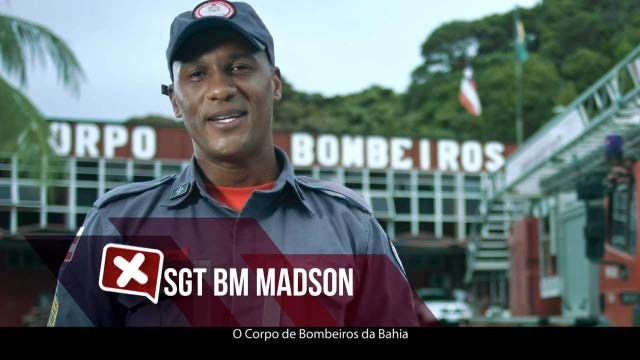 CORPO BOMBEIROS
SGT BM MADSON
O Corpo de Bombeiros da Bahia